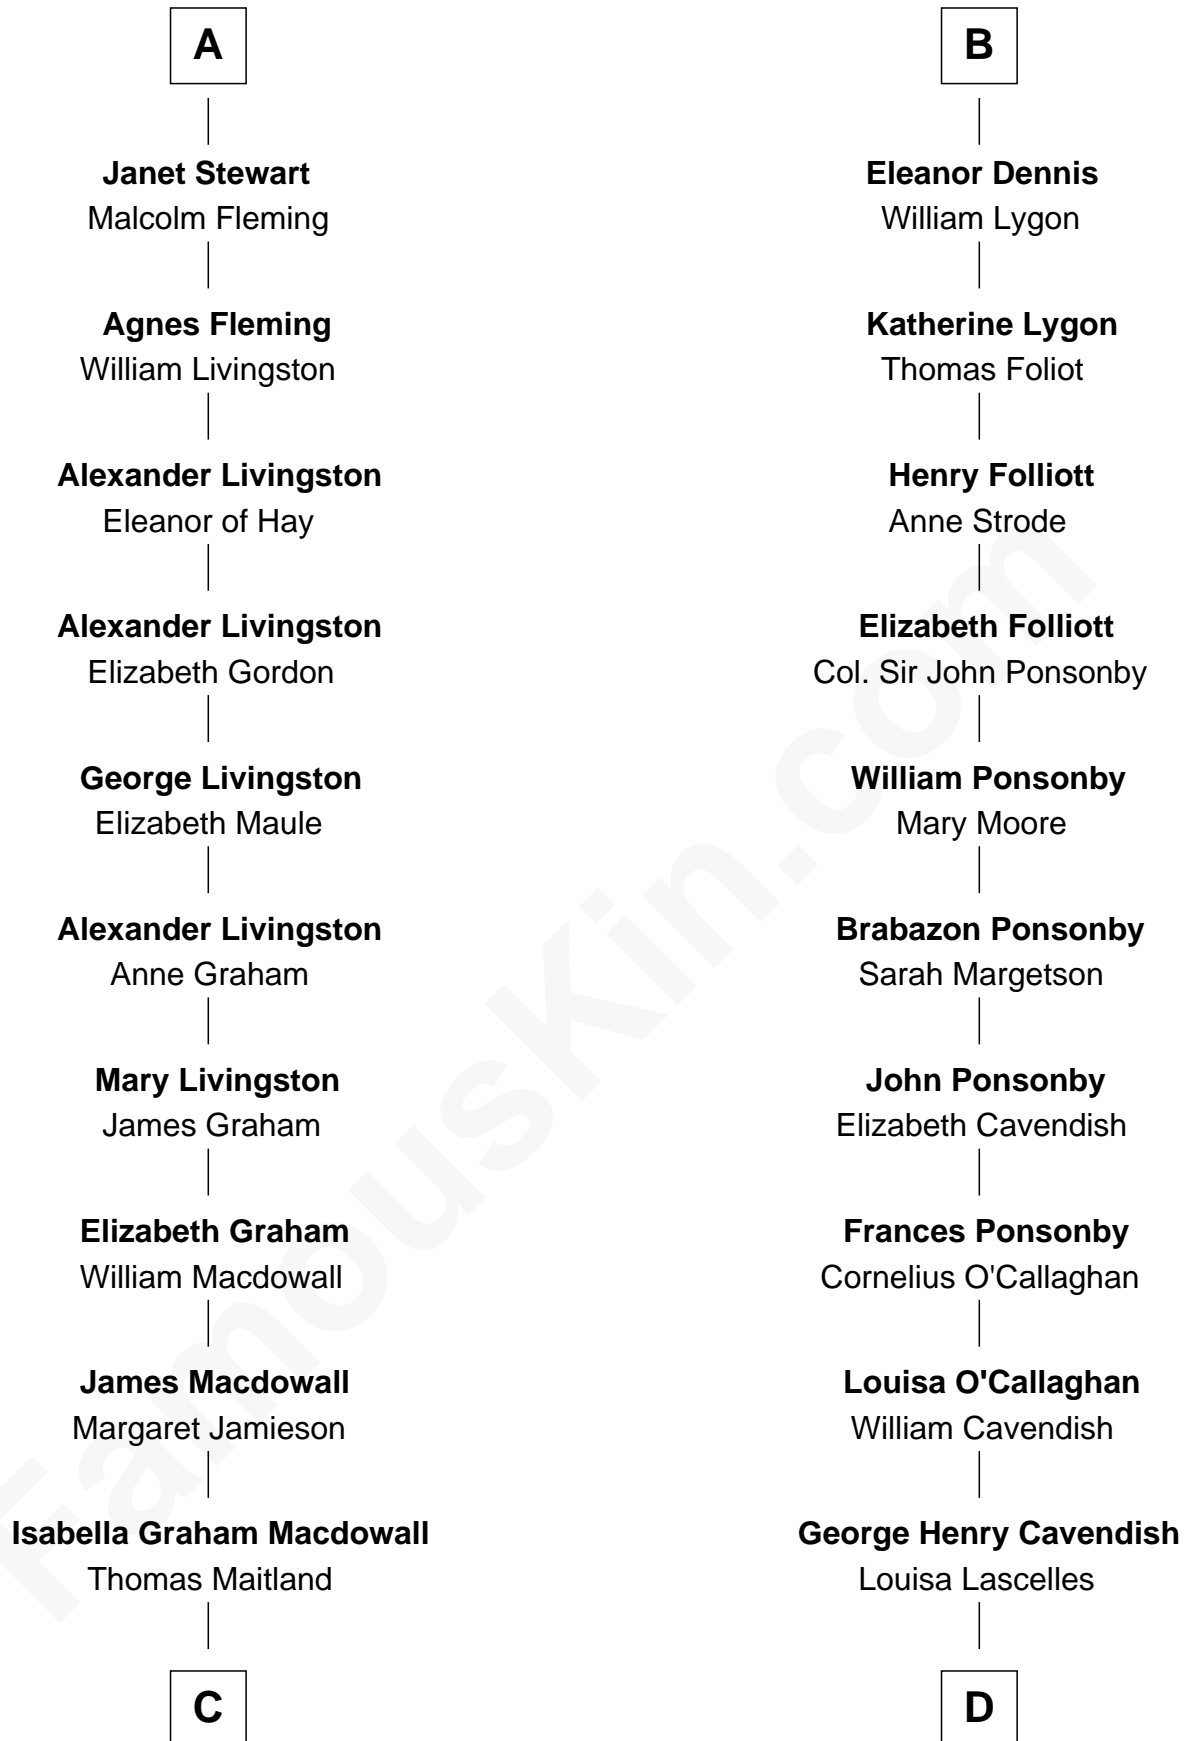 A
Janet Stewart
Malcolm Fleming
Agnes Fleming
William Livingston
Alexander Livingston
Eleanor of Hay
Alexander Livingston
Elizabeth Gordon
George Livingston
Elizabeth Maule
Alexander Livingston
Anne Graham
Mary Livingston
James Graham
Elizabeth Graham
William Macdowall
James Macdowall
Margaret Jamieson
Isabella Graham Macdowall
Thomas Maitland
C
B
Eleanor Dennis
William Lygon
Katherine Lygon
Thomas Foliot
Henry Folliott
Anne Strode
Elizabeth Folliott
Col. Sir John Ponsonby
William Ponsonby
Mary Moore
Brabazon Ponsonby
Sarah Margetson
John Ponsonby
Elizabeth Cavendish
Frances Ponsonby
Cornelius O'Callaghan
Louisa O'Callaghan
William Cavendish
George Henry Cavendish
Louisa Lascelles
D
FamousKin.com